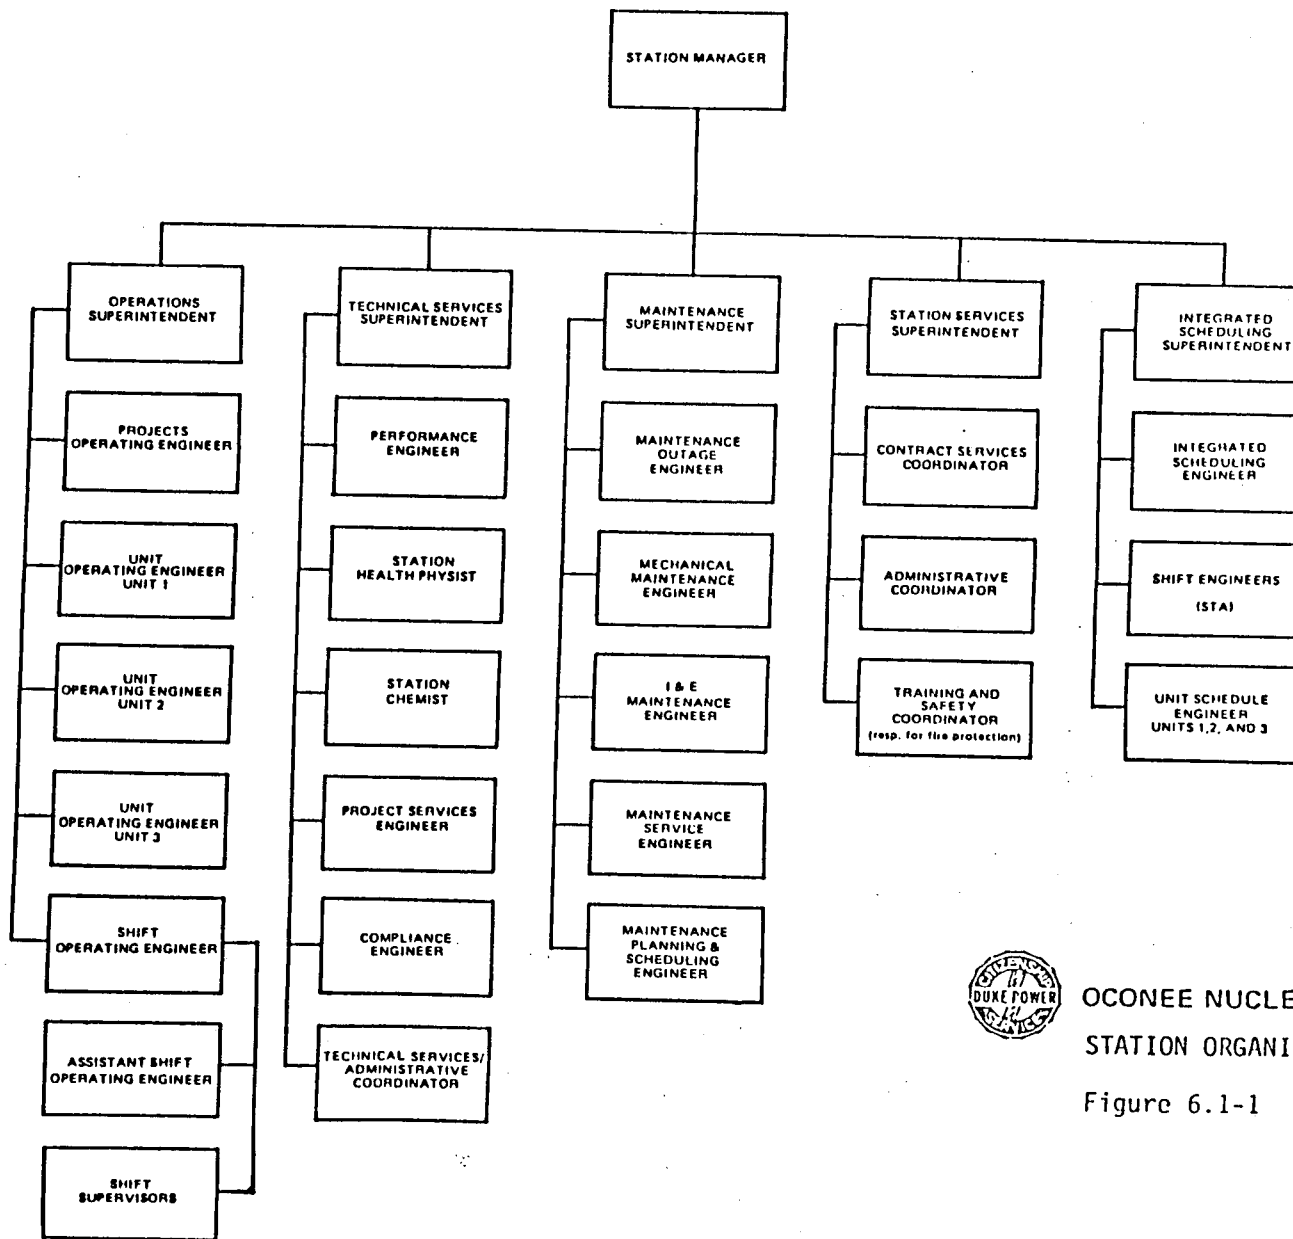 STATION MANAGER
OPERATIONS
SUPERINTENDENT
PROJECTS
OPERATING ENGINEER
UNIT
OPERATING ENGINEER
UNIT 1
UNIT
OPERATING ENGINEER
UNIT 2
UNIT
OPERATING ENGINEER
UNIT 3
SHIFT
OPERATING ENGINEER
ASSISTANT SHIFT
OPERATING ENGINEER
SHIFT
SUPERVISORS
TECHNICAL SERVICES
SUPERINTENDENT
PERFORMANCE
ENGINEER
STATION
HEALTH PHYSIST
STATION
CHEMIST
PROJECT SERVICES
ENGINEER
COMPLIANCE
ENGINEER
TECHNICAL SERVICES/
ADMINISTRATIVE
COORDINATOR
MAINTENANCE
SUPERINTENDENT
MAINTENANCE
OUTAGE
ENGINEER
MECHANICAL
MAINTENANCE
ENGINEER
I & E
MAINTENANCE
ENGINEER
MAINTENANCE
SERVICE
ENGINEER
MAINTENANCE
PLANNING &
SCHEDULING
ENGINEER
STATION SERVICES
SUPERINTENDENT
CONTRACT SERVICES
COORDINATOR
ADMINISTRATIVE
COORDINATOR
TRAINING AND
SAFETY
COORDINATOR
(resp. for fire protection)
INTEGRATED
SCHEDULING
SUPERINTENDENT
INTEGRATED
SCHEDULING
ENGINEER
SHIFT ENGINEERS
(STA)
UNIT SCHEDULE
ENGINEER
UNITS 1,2, AND 3
CITIZENSHIP
DUKE POWER
SERVICE
OCONEE NUCLE
STATION ORGANI
Figure 6.1-1